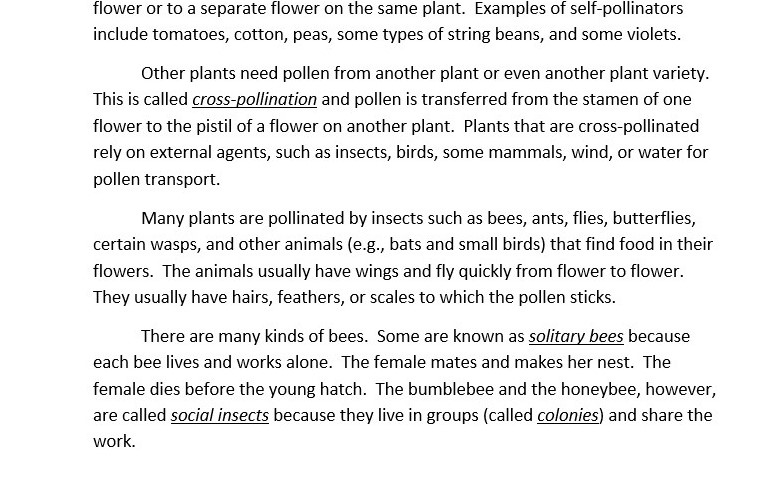 flower or to a separate flower on the same plant.  Examples of self-pollinators
include tomatoes, cotton, peas, some types of string beans, and some violets.
Other plants need pollen from another plant or even another plant variety.
This is called cross-pollination and pollen is transferred from the stamen of one
flower to the pistil of a flower on another plant.  Plants that are cross-pollinated
rely on external agents, such as insects, birds, some mammals, wind, or water for
pollen transport.
Many plants are pollinated by insects such as bees, ants, flies, butterflies,
certain wasps, and other animals (e.g., bats and small birds) that find food in their
flowers.  The animals usually have wings and fly quickly from flower to flower.
They usually have hairs, feathers, or scales to which the pollen sticks.
There are many kinds of bees.  Some are known as solitary bees because
each bee lives and works alone.  The female mates and makes her nest.  The
female dies before the young hatch.  The bumblebee and the honeybee, however,
are called social insects because they live in groups (called colonies) and share the
work.